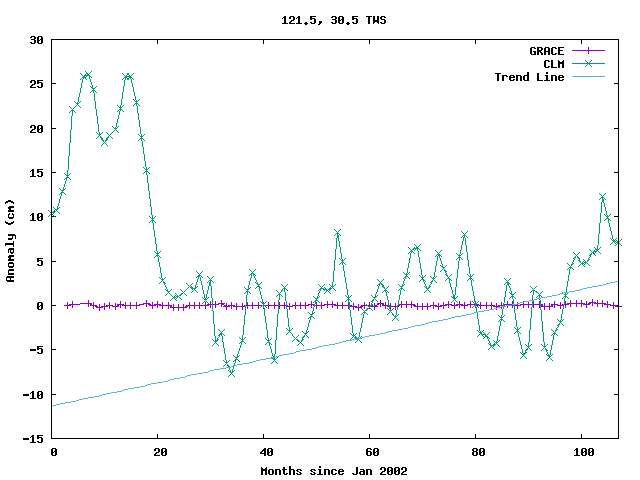 121.5, 30.5 TWS
GRACE
CLM
Trend Line
30
25
20
15
10
5
0
-5
-10
-15
Anomaly (cm)
0 20 40 60 80 100
Months since Jan 2002